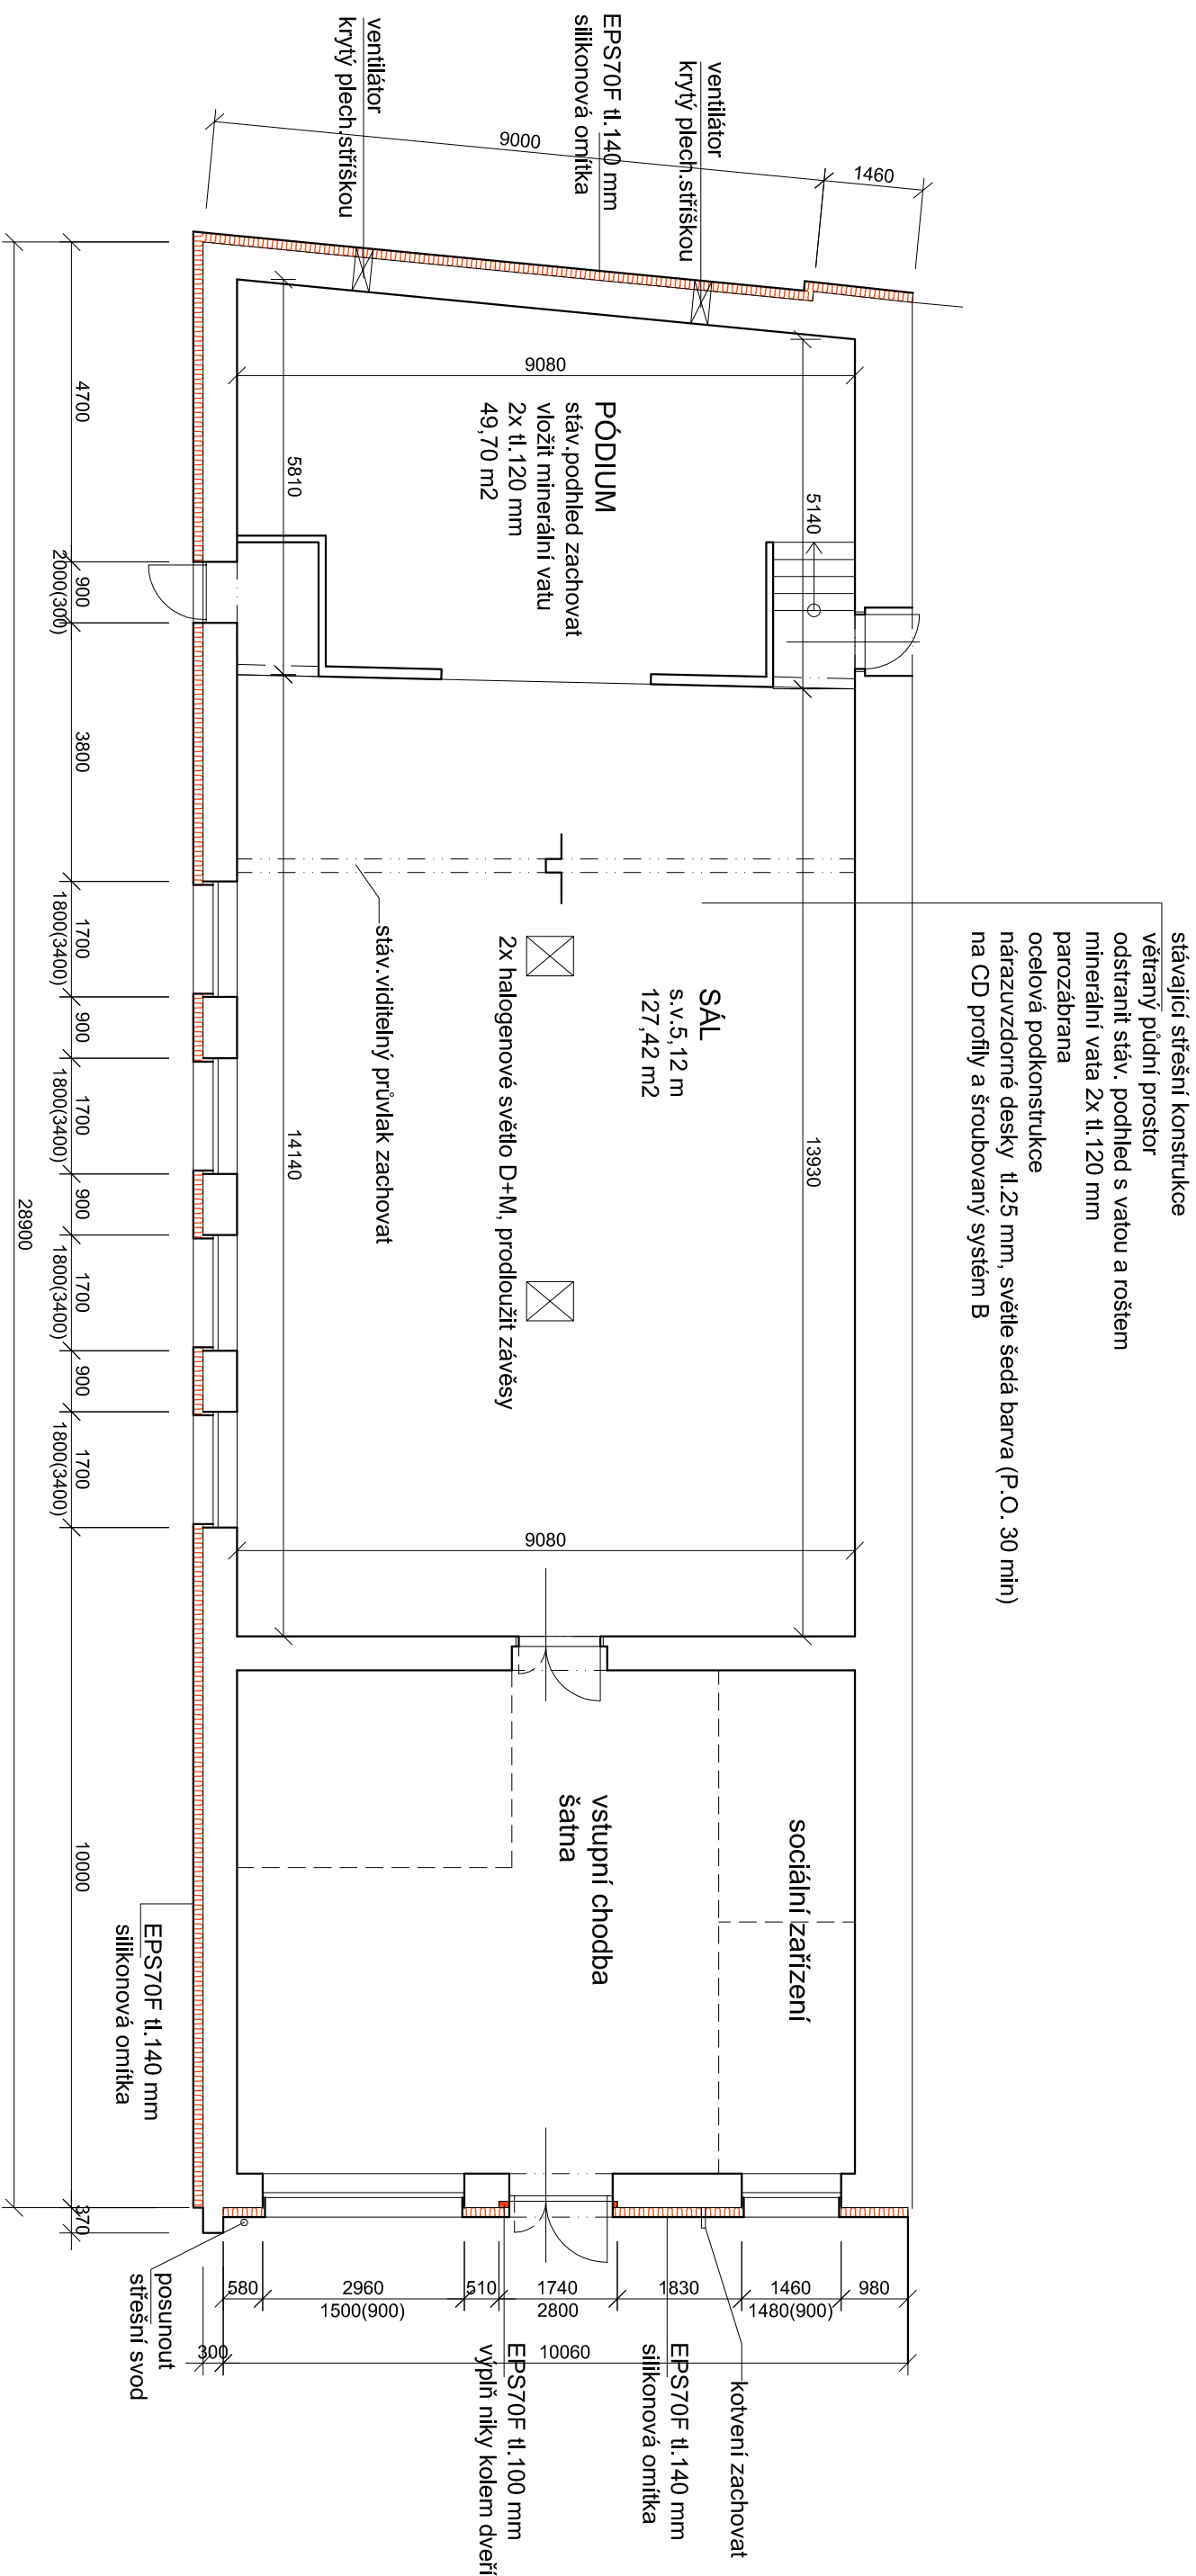 stávající střešní konstrukce
větraný půdní prostor
odstranit stáv. podhled s vatou a roštem
minerální vata 2x tl.120 mm
parozábrana
ocelová podkonstrukce
nárazuvzdorné desky tl.25 mm, světle šedá barva (P.O. 30 min)
na CD profily a šroubovaný systém B
ventilátor
krytý plech.stříškou
EPS70F tl.140 mm
silikonová omítka
ventilátor
krytý plech.stříškou
1460
9000
9080
5140
5810
PÓDIUM
stáv.podhled zachovat
vložit minerální vatu
2x tl.120 mm
49,70 m2
SÁL
s.v.5,12 m
127,42 m2
2x halogenové světlo D+M, prodloužit závěsy
stáv.viditelný průvlak zachovat
13930
14140
9080
sociální zařízení
vstupní chodba
šatna
4700
900
2000(300)
3800
1700
1800(3400)
900
1700
1800(3400)
900
1700
1800(3400)
900
1700
1800(3400)
10000
370
28900
EPS70F tl.140 mm
silikonová omítka
posunout
střešní svod
580
2960
1500(900)
510
1740
2800
1830
1460
1480(900)
980
300
10060
kotvení zachovat
EPS70F tl.140 mm
silikonová omítka
EPS70F tl.100 mm
výplň niky kolem dveří